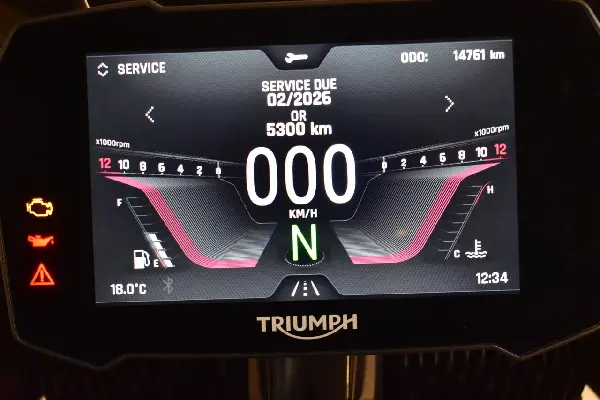 SERVICE
ODO: 14761 km
SERVICE DUE
02/2026
OR
5300 km
x1000rpm
x1000rpm
12 10 8 6 4 2 0
0 2 4 6 8 10 12
000
KM/H
F
H
N
E
C
18.0°C
12:34
TRIUMPH